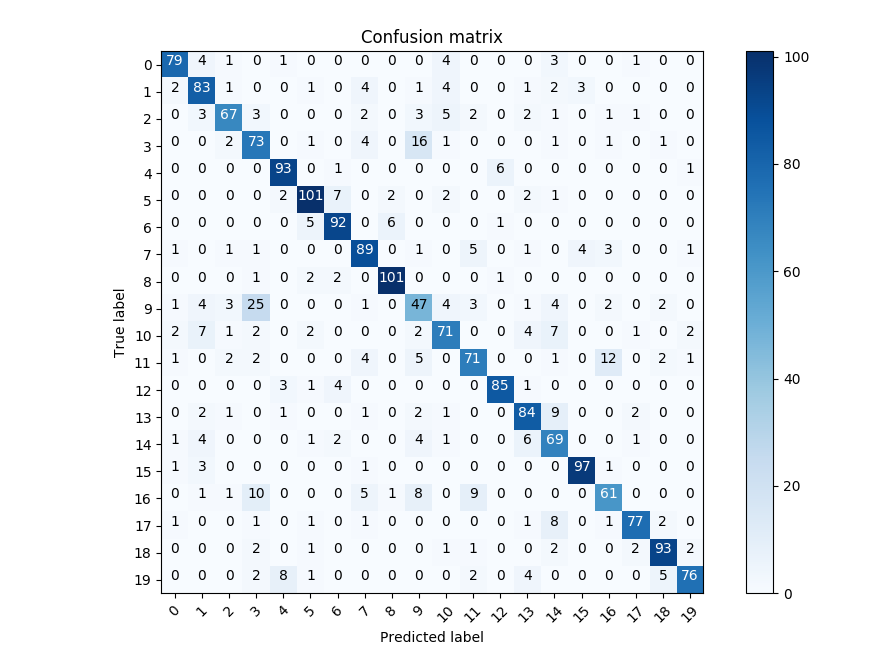 Confusion matrix
0 79 4 1 0 1 0 0 0 0 0 4 0 0 0 3 0 0 1 0 0
1 2 83 1 0 0 1 0 4 0 1 4 0 0 1 2 3 0 0 0 0
2 0 3 67 3 0 0 0 2 0 3 5 2 0 2 1 0 1 1 0 0
3 0 0 2 73 0 1 0 4 0 16 1 0 0 0 1 0 1 0 1 0
4 0 0 0 0 93 0 1 0 0 0 0 0 6 0 0 0 0 0 0 1
5 0 0 0 0 2 101 7 0 2 0 2 0 0 2 1 0 0 0 0 0
6 0 0 0 0 0 5 92 0 6 0 0 0 1 0 0 0 0 0 0 0
7 1 0 1 1 0 0 0 89 0 1 0 5 0 1 0 4 3 0 0 1
8 0 0 0 1 0 2 2 0 101 0 0 0 1 0 0 0 0 0 0 0
9 1 4 3 25 0 0 0 1 0 47 4 3 0 1 4 0 2 0 2 0
10 2 7 1 2 0 2 0 0 0 2 71 0 0 4 7 0 0 1 0 2
11 1 0 2 2 0 0 0 4 0 5 0 71 0 0 1 0 12 0 2 1
12 0 0 0 0 3 1 4 0 0 0 0 0 85 1 0 0 0 0 0 0
13 0 2 1 0 1 0 0 1 0 2 1 0 0 84 9 0 0 2 0 0
14 1 4 0 0 0 1 2 0 0 4 1 0 0 6 69 0 0 1 0 0
15 1 3 0 0 0 0 0 1 0 0 0 0 0 0 0 97 1 0 0 0
16 0 1 1 10 0 0 0 5 1 8 0 9 0 0 0 0 61 0 0 0
17 1 0 0 1 0 1 0 1 0 0 0 0 0 1 8 0 1 77 2 0
18 0 0 0 2 0 1 0 0 0 0 1 1 0 0 2 0 0 2 93 2
19 0 0 0 2 8 1 0 0 0 0 0 2 0 4 0 0 0 0 5 76
0 1 2 3 4 5 6 7 8 9 10 11 12 13 14 15 16 17 18 19
True label
Predicted label
100
80
60
40
20
0